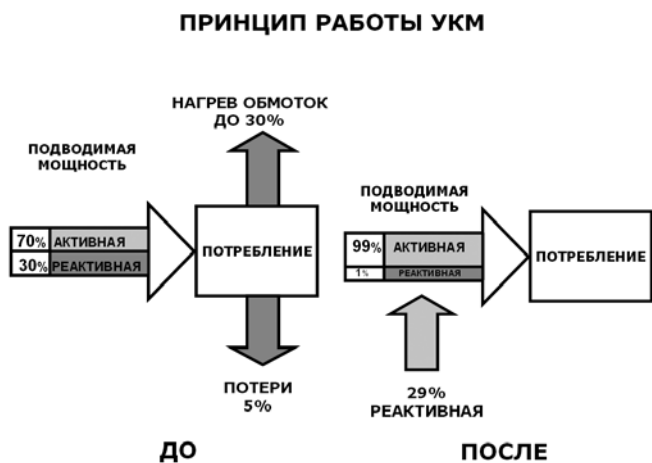 ПРИНЦИП РАБОТЫ УКМ
НАГРЕВ ОБМОТОК
ДО 30%
ПОДВОДИМАЯ
МОЩНОСТЬ
70% АКТИВНАЯ
30% РЕАКТИВНАЯ
ПОТРЕБЛЕНИЕ
ПОТЕРИ
5%
ДО
ПОДВОДИМАЯ
МОЩНОСТЬ
99% АКТИВНАЯ
1% РЕАКТИВНАЯ
ПОТРЕБЛЕНИЕ
29%
РЕАКТИВНАЯ
ПОСЛЕ